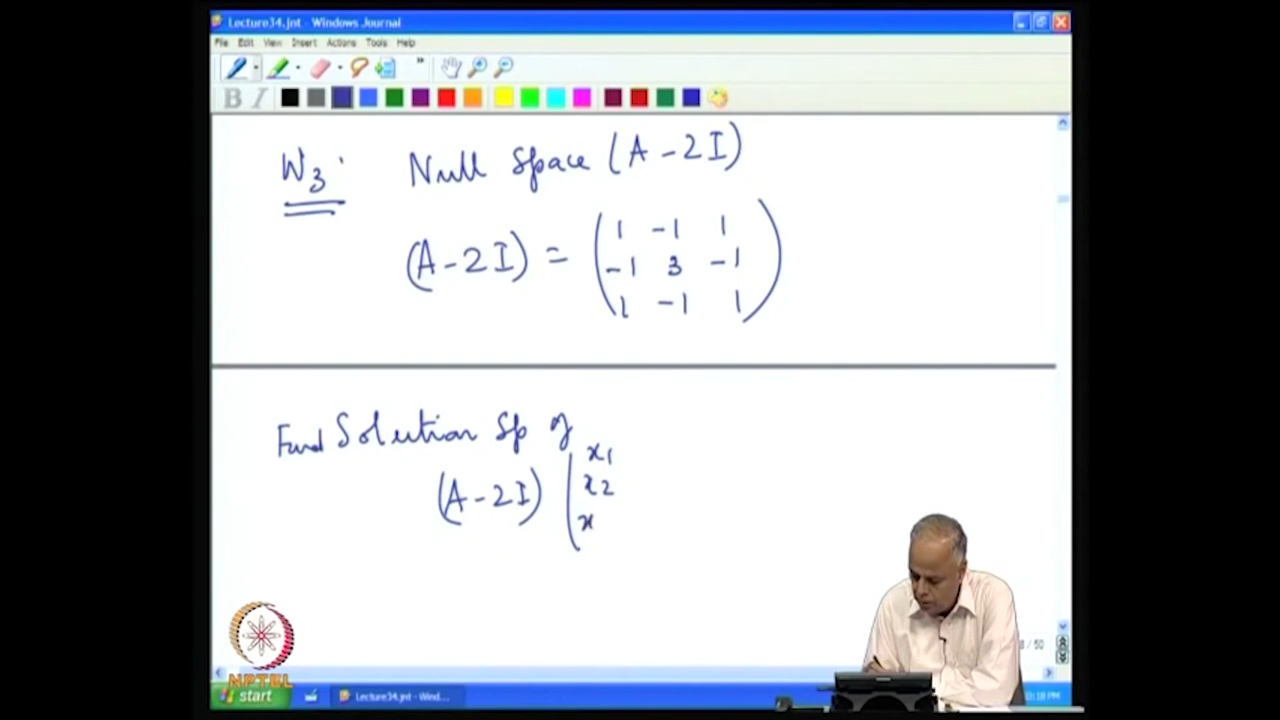 Lecture34.jnt - Windows Journal
File Edit View Insert Actions Tools Help
B I
W3: Null Space (A - 2I)
(A - 2I) = ( 1 -1 1
-1 3 -1
1 -1 1 )
Find Solution Sp of
(A - 2I) ( x1
x2
x
NPTEL
start Lecture34.jnt - Wind...